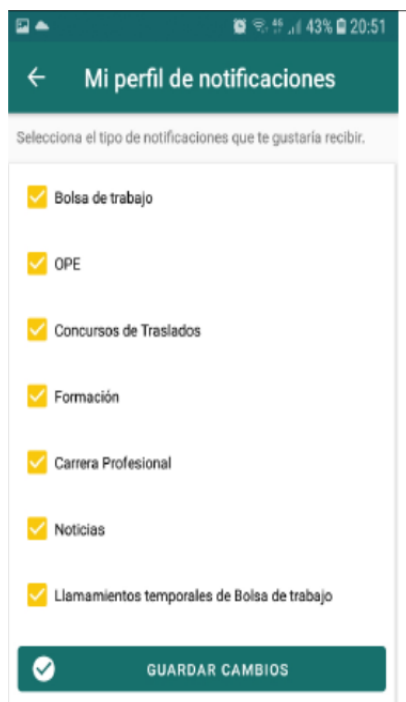 43% 20:51
Mi perfil de notificaciones
Selecciona el tipo de notificaciones que te gustaría recibir.
Bolsa de trabajo
OPE
Concursos de Traslados
Formación
Carrera Profesional
Noticias
Llamamientos temporales de Bolsa de trabajo
GUARDAR CAMBIOS